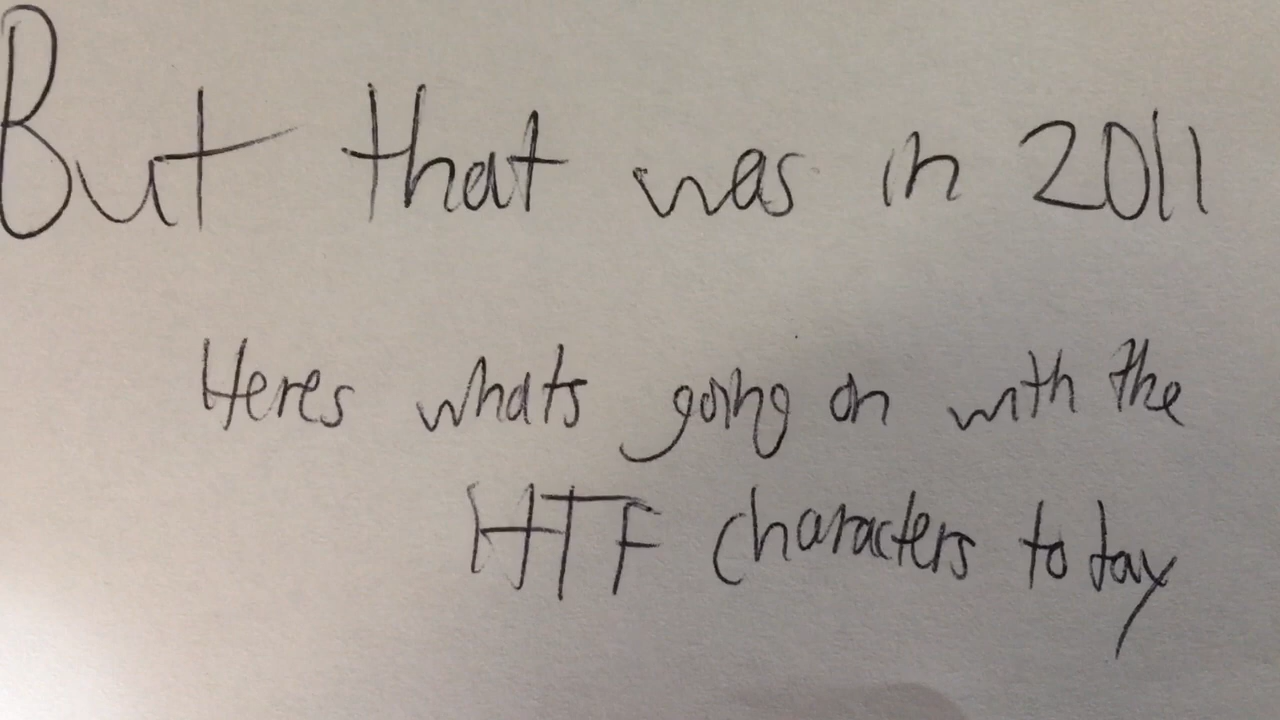 But that was in 2011
Heres whats going on with the
HTF characters today